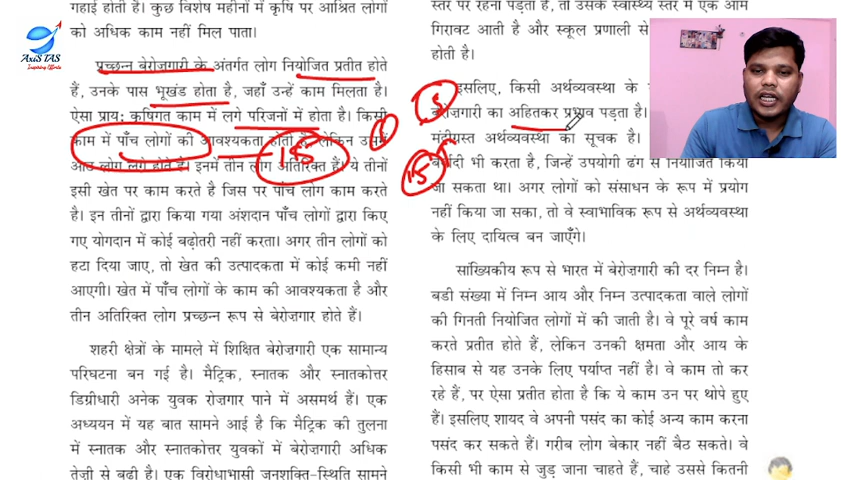 AxiS TAS
Inspiring Efforts
गहाई होती हैं। कुछ विशेष महीनों में कृषि पर आश्रित लोगों
को अधिक काम नहीं मिल पाता।
प्रच्छन्न बेरोज़गारी के अंतर्गत लोग नियोजित प्रतीत होते
हैं, उनके पास भूखंड होता है, जहाँ उन्हें काम मिलता है।
ऐसा प्राय: कृषिगत काम में लगे परिजनों में होता है। किसी
काम में पाँच लोगों की आवश्यकता होती है, लेकिन उसमें
आठ लोग लगे होते हैं। इनमें तीन लोग अतिरिक्त हैं। ये तीनों
इसी खेत पर काम करते हैं जिस पर पाँच लोग काम करते
हैं। इन तीनों द्वारा किया गया अंशदान पाँच लोगों द्वारा किए
गए योगदान में कोई बढ़ोतरी नहीं करता। अगर तीन लोगों को
हटा दिया जाए, तो खेत की उत्पादकता में कोई कमी नहीं
आएगी। खेत में पाँच लोगों के काम की आवश्यकता है और
तीन अतिरिक्त लोग प्रच्छन्न रूप से बेरोज़गार होते हैं।
शहरी क्षेत्रों के मामले में शिक्षित बेरोज़गारी एक सामान्य
परिघटना बन गई है। मैट्रिक, स्नातक और स्नातकोत्तर
डिग्रीधारी अनेक युवक रोज़गार पाने में असमर्थ हैं। एक
अध्ययन में यह बात सामने आई है कि मैट्रिक की तुलना
में स्नातक और स्नातकोत्तर युवकों में बेरोज़गारी अधिक
तेज़ी से बढ़ी है। एक विरोधाभासी जनशक्ति-स्थिति सामने
स्तर पर रहना पड़ता है, तो उसके स्वास्थ्य स्तर में एक आम
गिरावट आती है और स्कूल प्रणाली से
होती है।
इसलिए, किसी अर्थव्यवस्था के
बेरोज़गारी का अहितकर प्रभाव पड़ता है।
मंदीग्रस्त अर्थव्यवस्था का सूचक है।
बर्बादी भी करता है, जिन्हें उपयोगी ढंग से नियोजित किया
जा सकता था। अगर लोगों को संसाधन के रूप में प्रयोग
नहीं किया जा सका, तो वे स्वाभाविक रूप से अर्थव्यवस्था
के लिए दायित्व बन जाएँगे।
सांख्यिकीय रूप से भारत में बेरोज़गारी की दर निम्न है।
बडी संख्या में निम्न आय और निम्न उत्पादकता वाले लोगों
की गिनती नियोजित लोगों में की जाती है। वे पूरे वर्ष काम
करते प्रतीत होते हैं, लेकिन उनकी क्षमता और आय के
हिसाब से यह उनके लिए पर्याप्त नहीं है। वे काम तो कर
रहे हैं, पर ऐसा प्रतीत होता है कि ये काम उन पर थोपे हुए
हैं। इसलिए शायद वे अपनी पसंद का कोई अन्य काम करना
पसंद कर सकते हैं। गरीब लोग बेकार नहीं बैठ सकते। वे
किसी भी काम से जुड़ जाना चाहते हैं, चाहे उससे कितनी